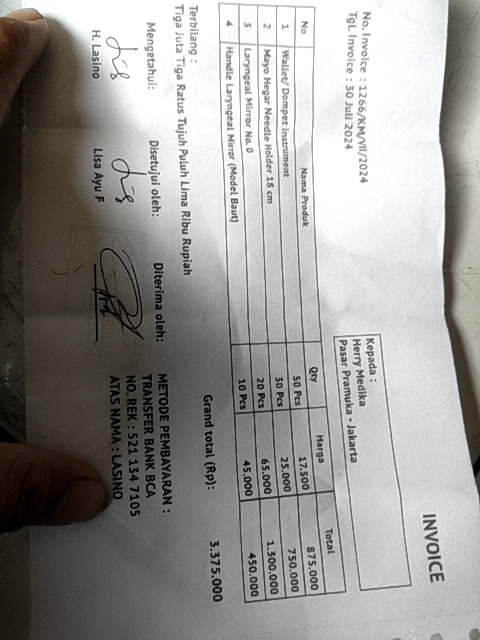 INVOICE
No. Invoice : 1266/KM/VII/2024
Tgl. Invoice : 30 Juli 2024
Kepada :
Herry Medika
Pasar Pramuka - Jakarta
No Nama Produk Qty Harga Total
1 Wallet/ Dompet Instrument 50 Pcs 17.500 875.000
2 Mayo Hegar Needle Holder 18 cm 30 Pcs 25.000 750.000
3 Laryngeal Mirror No. 0 20 Pcs 65.000 1.300.000
4 Handle Laryngeal Mirror (Model Baut) 10 Pcs 45.000 450.000
Grand total (Rp): 3.375.000
Terbilang :
Tiga Juta Tiga Ratus Tujuh Puluh Lima Ribu Rupiah
Mengetahui: Disetujui oleh: Diterima oleh:
H. Lasino Lisa Ayu F
METODE PEMBAYARAN :
TRANSFER BANK BCA
NO. REK : 521 134 7105
ATAS NAMA : LASINO